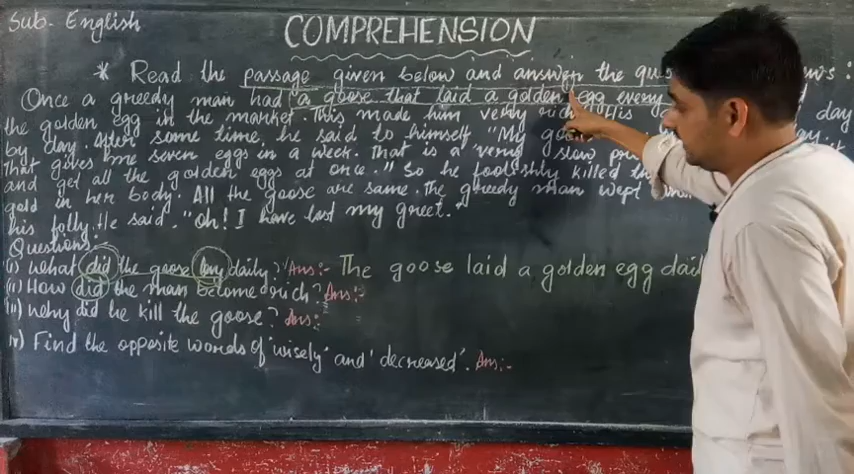 Sub. English
COMPREHENSION
* Read the passage given below and answer the
Once a greedy man had a goose that laid a golden egg every day
the golden egg in the market. This made him very rich. His
by day. After some time, he said to himself "My
That gives me seven eggs in a week. That is a very slow
and get all the golden eggs at once." So he foolishly killed
gold in her body. All the goose are same. The greedy man wept
his folly. He said. "Oh! I have lost my greet."
Questions
(i) What did the goose lay daily? Ans:- The goose laid a golden egg
(ii) How did the man become rich? Ans:-
(iii) Why did he kill the goose? Ans:-
iv) Find the opposite words of 'wisely' and 'decreased'. Ans:-